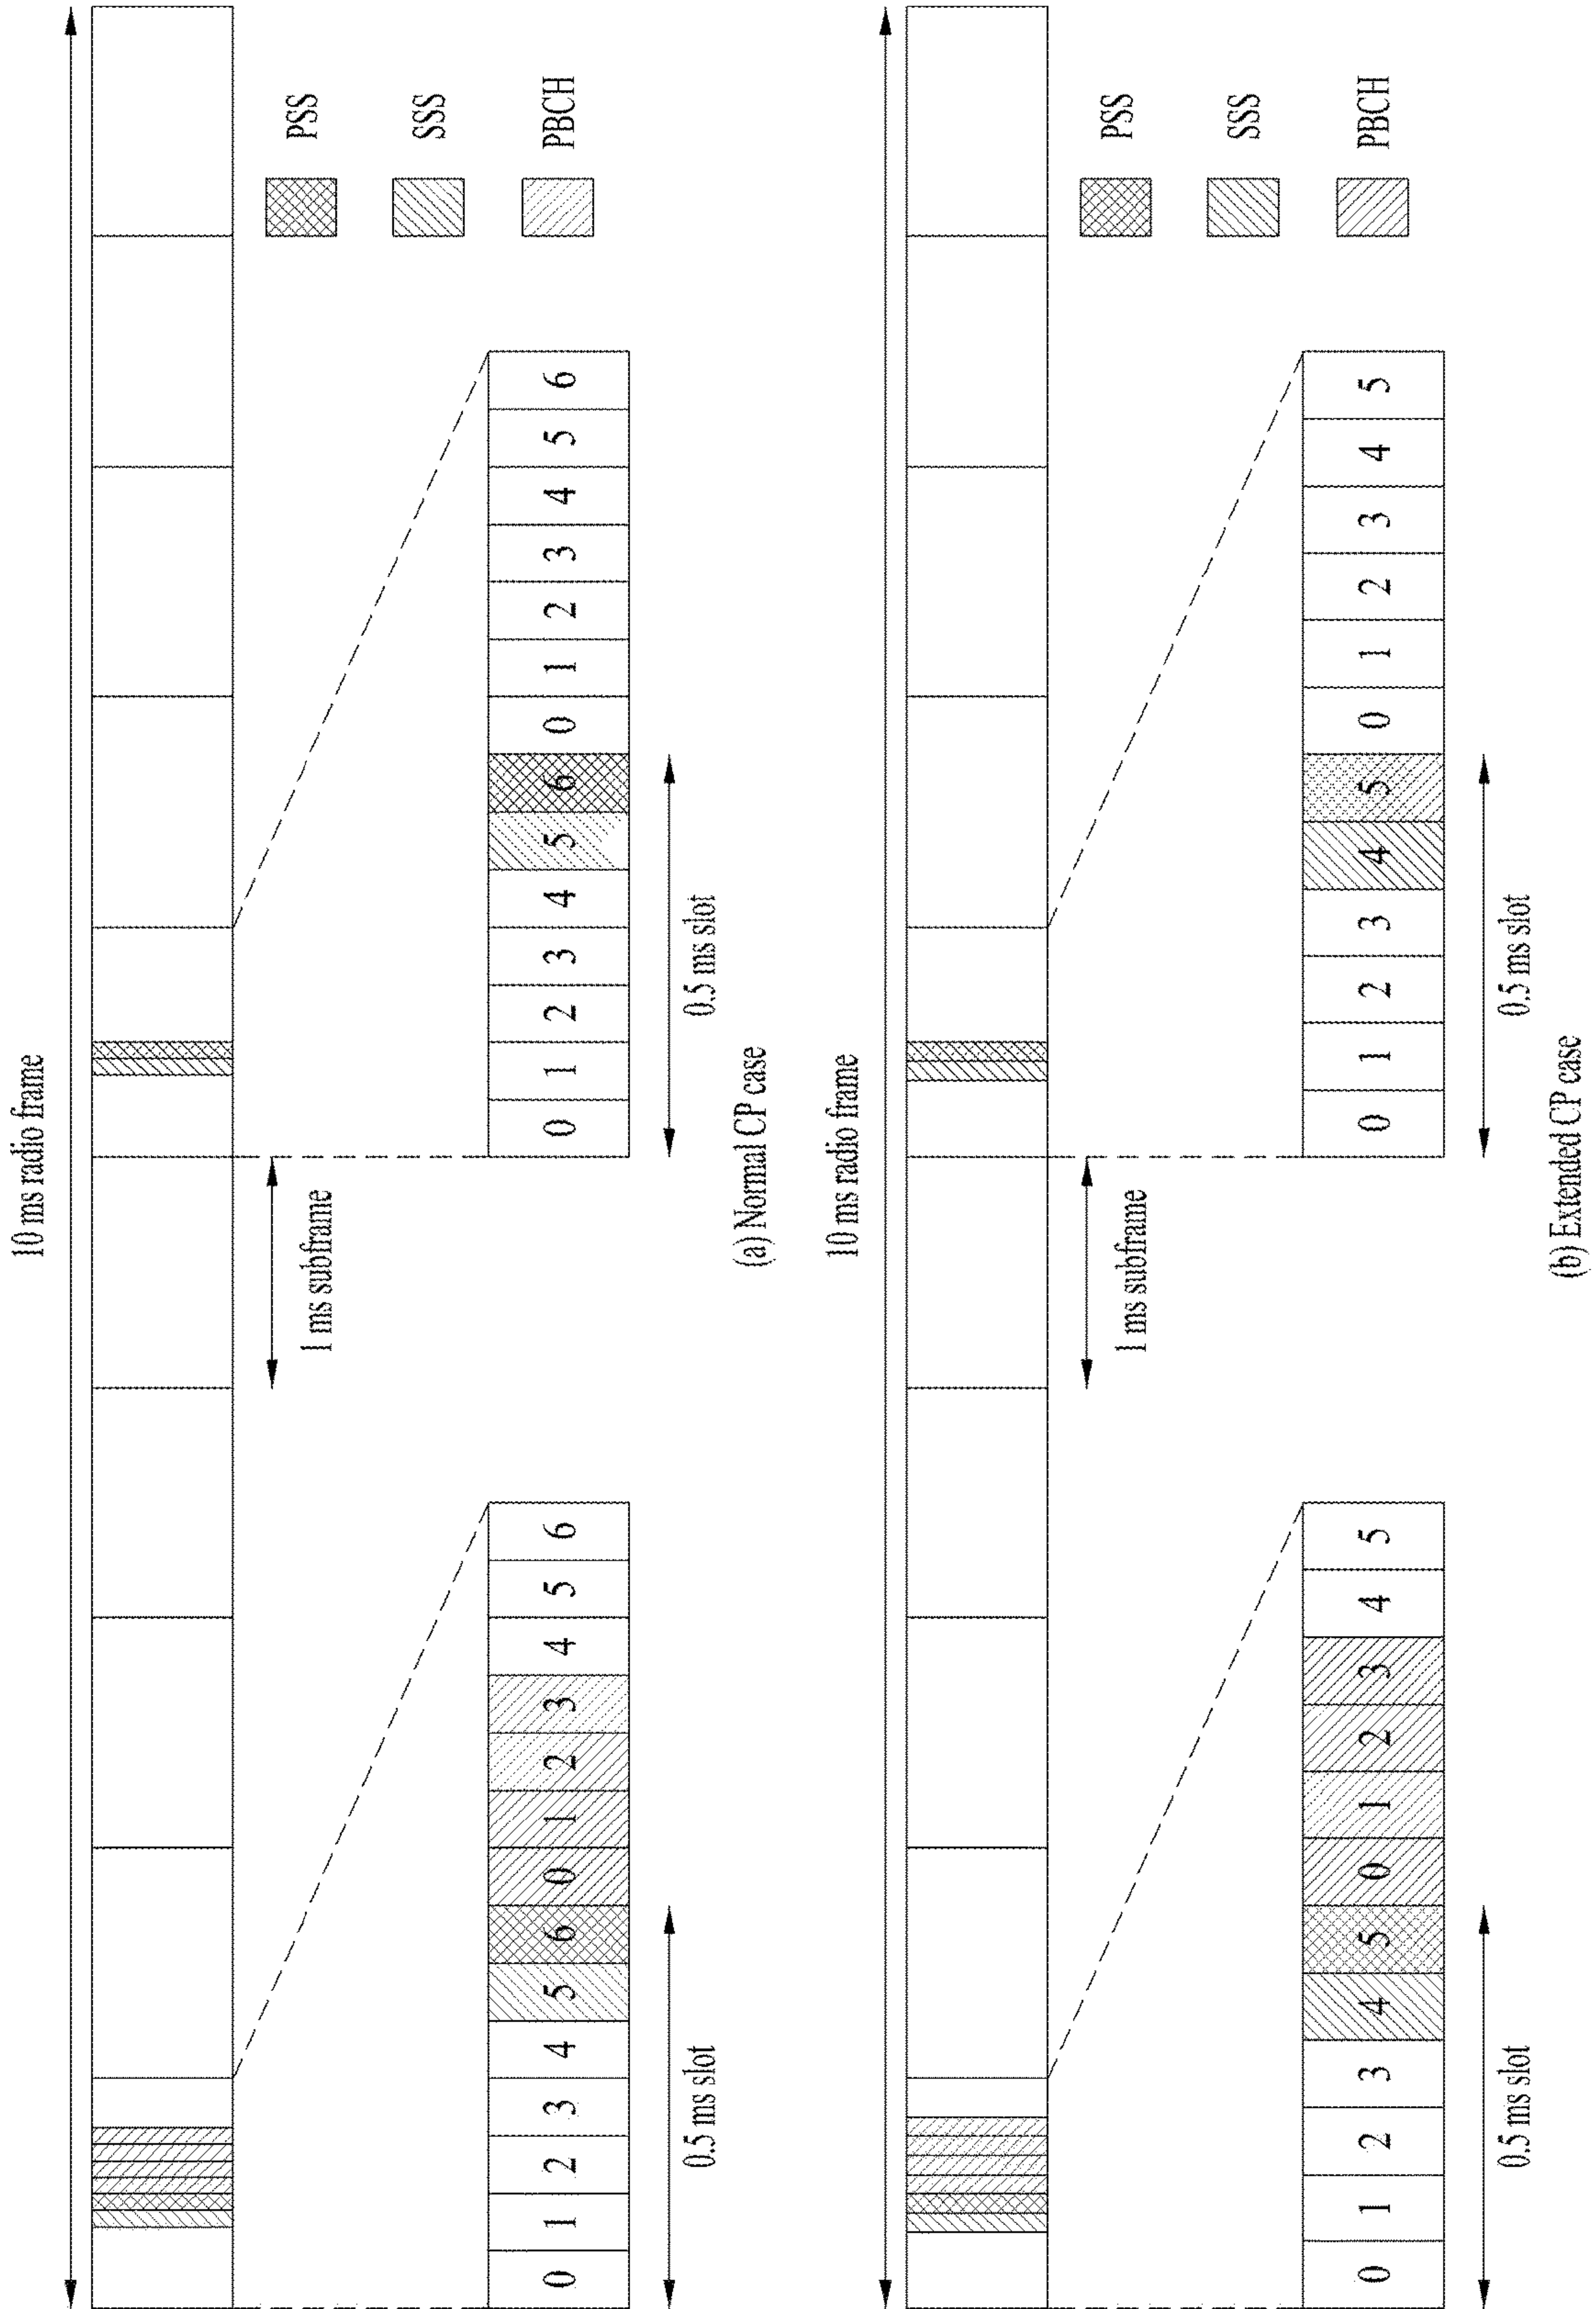 10 ms radio frame
1 ms subframe
PSS
SSS
PBCH
0 1 2 3 4 5 6 0 1 2 3 4 5 6
0 1 2 3 4 5 6 0 1 2 3 4 5 6
0.5 ms slot
0.5 ms slot
(a) Normal CP case
10 ms radio frame
1 ms subframe
PSS
SSS
PBCH
0 1 2 3 4 5 0 1 2 3 4 5
0 1 2 3 4 5 0 1 2 3 4 5
0.5 ms slot
0.5 ms slot
(b) Extended CP case